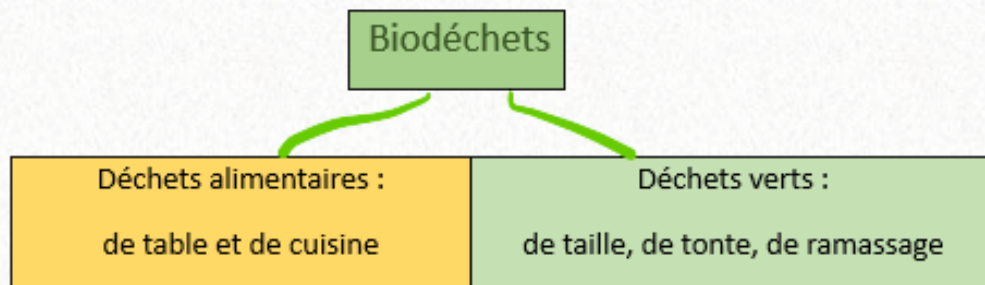 Biodéchets
Déchets alimentaires :
de table et de cuisine
Déchets verts :
de taille, de tonte, de ramassage